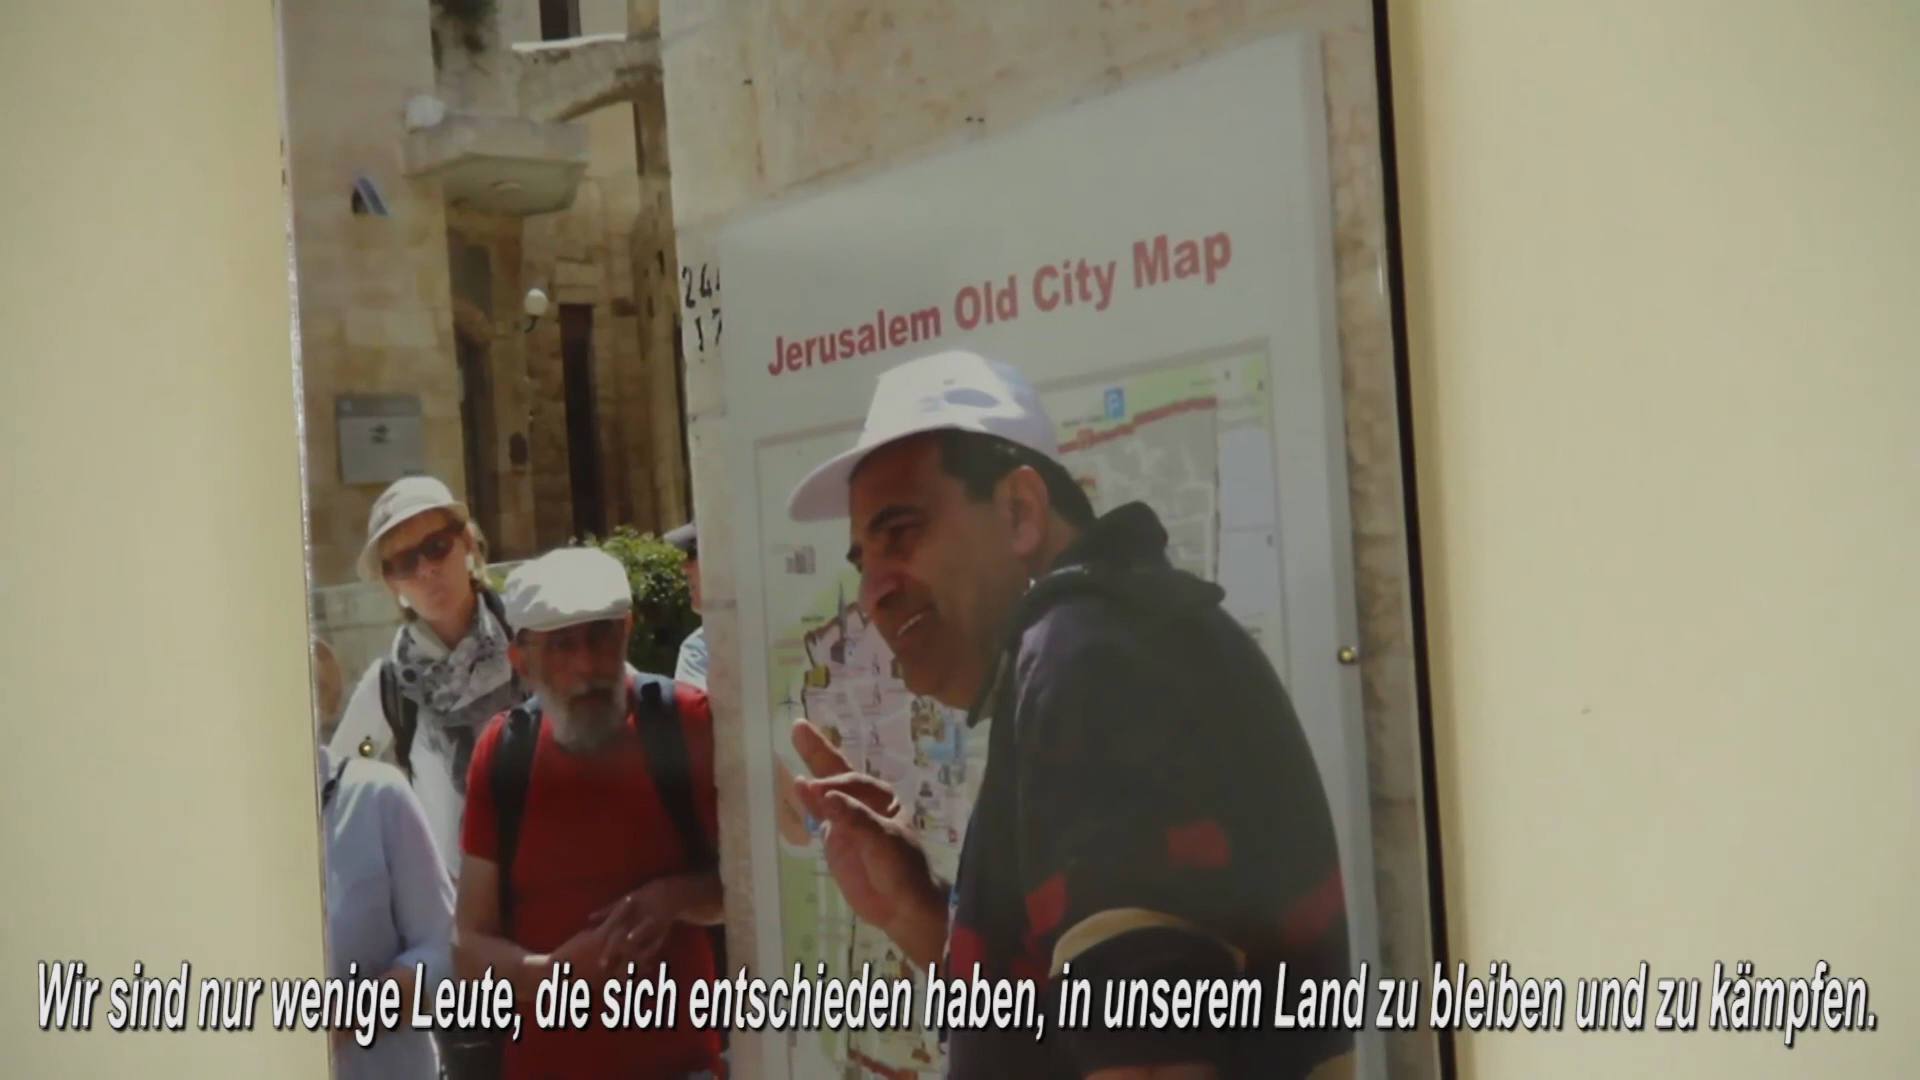 Jerusalem Old City Map
P
Wir sind nur wenige Leute, die sich entschieden haben, in unserem Land zu bleiben und zu kämpfen.